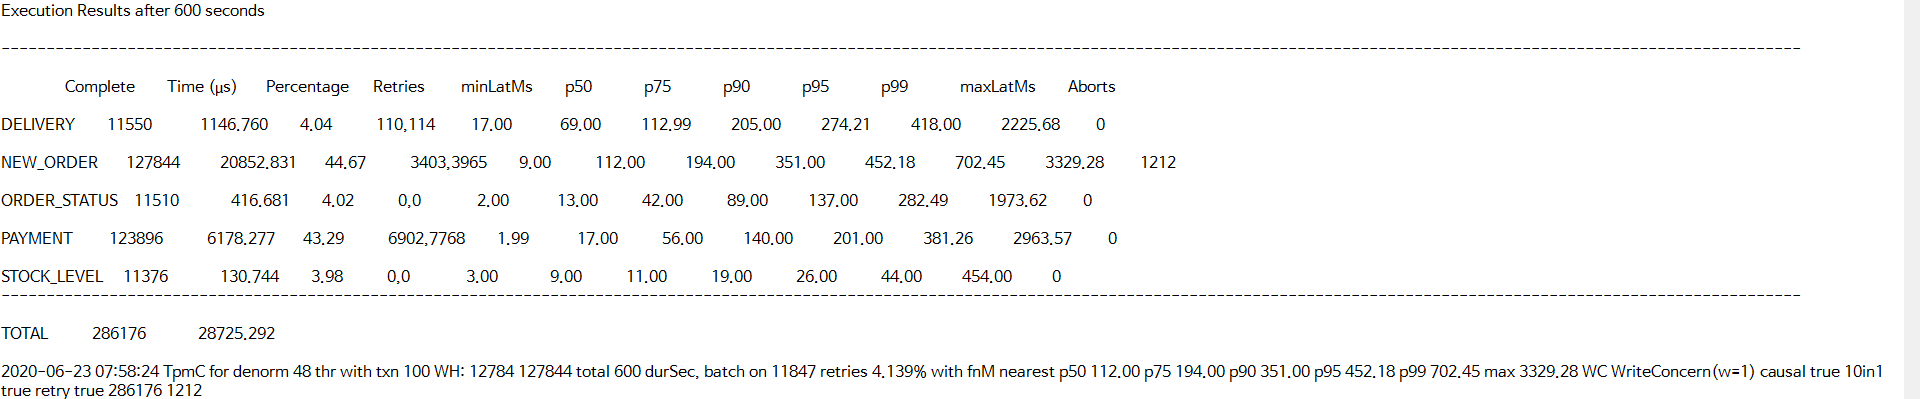 Execution Results after 600 seconds
------------------------------------------------------------------------------------------------------------------------
Complete Time (µs) Percentage Retries minLatMs p50 p75 p90 p95 p99 maxLatMs Aborts
DELIVERY 11550 1146.760 4.04 110,114 17.00 69.00 112.99 205.00 274.21 418.00 2225.68 0
NEW_ORDER 127844 20852.831 44.67 3403,3965 9.00 112.00 194.00 351.00 452.18 702.45 3329.28 1212
ORDER_STATUS 11510 416.681 4.02 0,0 2.00 13.00 42.00 89.00 137.00 282.49 1973.62 0
PAYMENT 123896 6178.277 43.29 6902,7768 1.99 17.00 56.00 140.00 201.00 381.26 2963.57 0
STOCK_LEVEL 11376 130.744 3.98 0,0 3.00 9.00 11.00 19.00 26.00 44.00 454.00 0
------------------------------------------------------------------------------------------------------------------------
TOTAL 286176 28725.292
2020-06-23 07:58:24 TpmC for denorm 48 thr with txn 100 WH: 12784 127844 total 600 durSec, batch on 11847 retries 4.139% with fnM nearest p50 112.00 p75 194.00 p90 351.00 p95 452.18 p99 702.45 max 3329.28 WC WriteConcern(w=1) causal true 10in1
true retry true 286176 1212